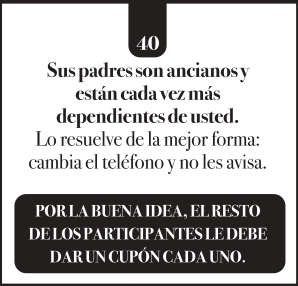 40
Sus padres son ancianos y
están cada vez más
dependientes de usted.
Lo resuelve de la mejor forma:
cambia el teléfono y no les avisa.
POR LA BUENA IDEA, EL RESTO
DE LOS PARTICIPANTES LE DEBE
DAR UN CUPÓN CADA UNO.